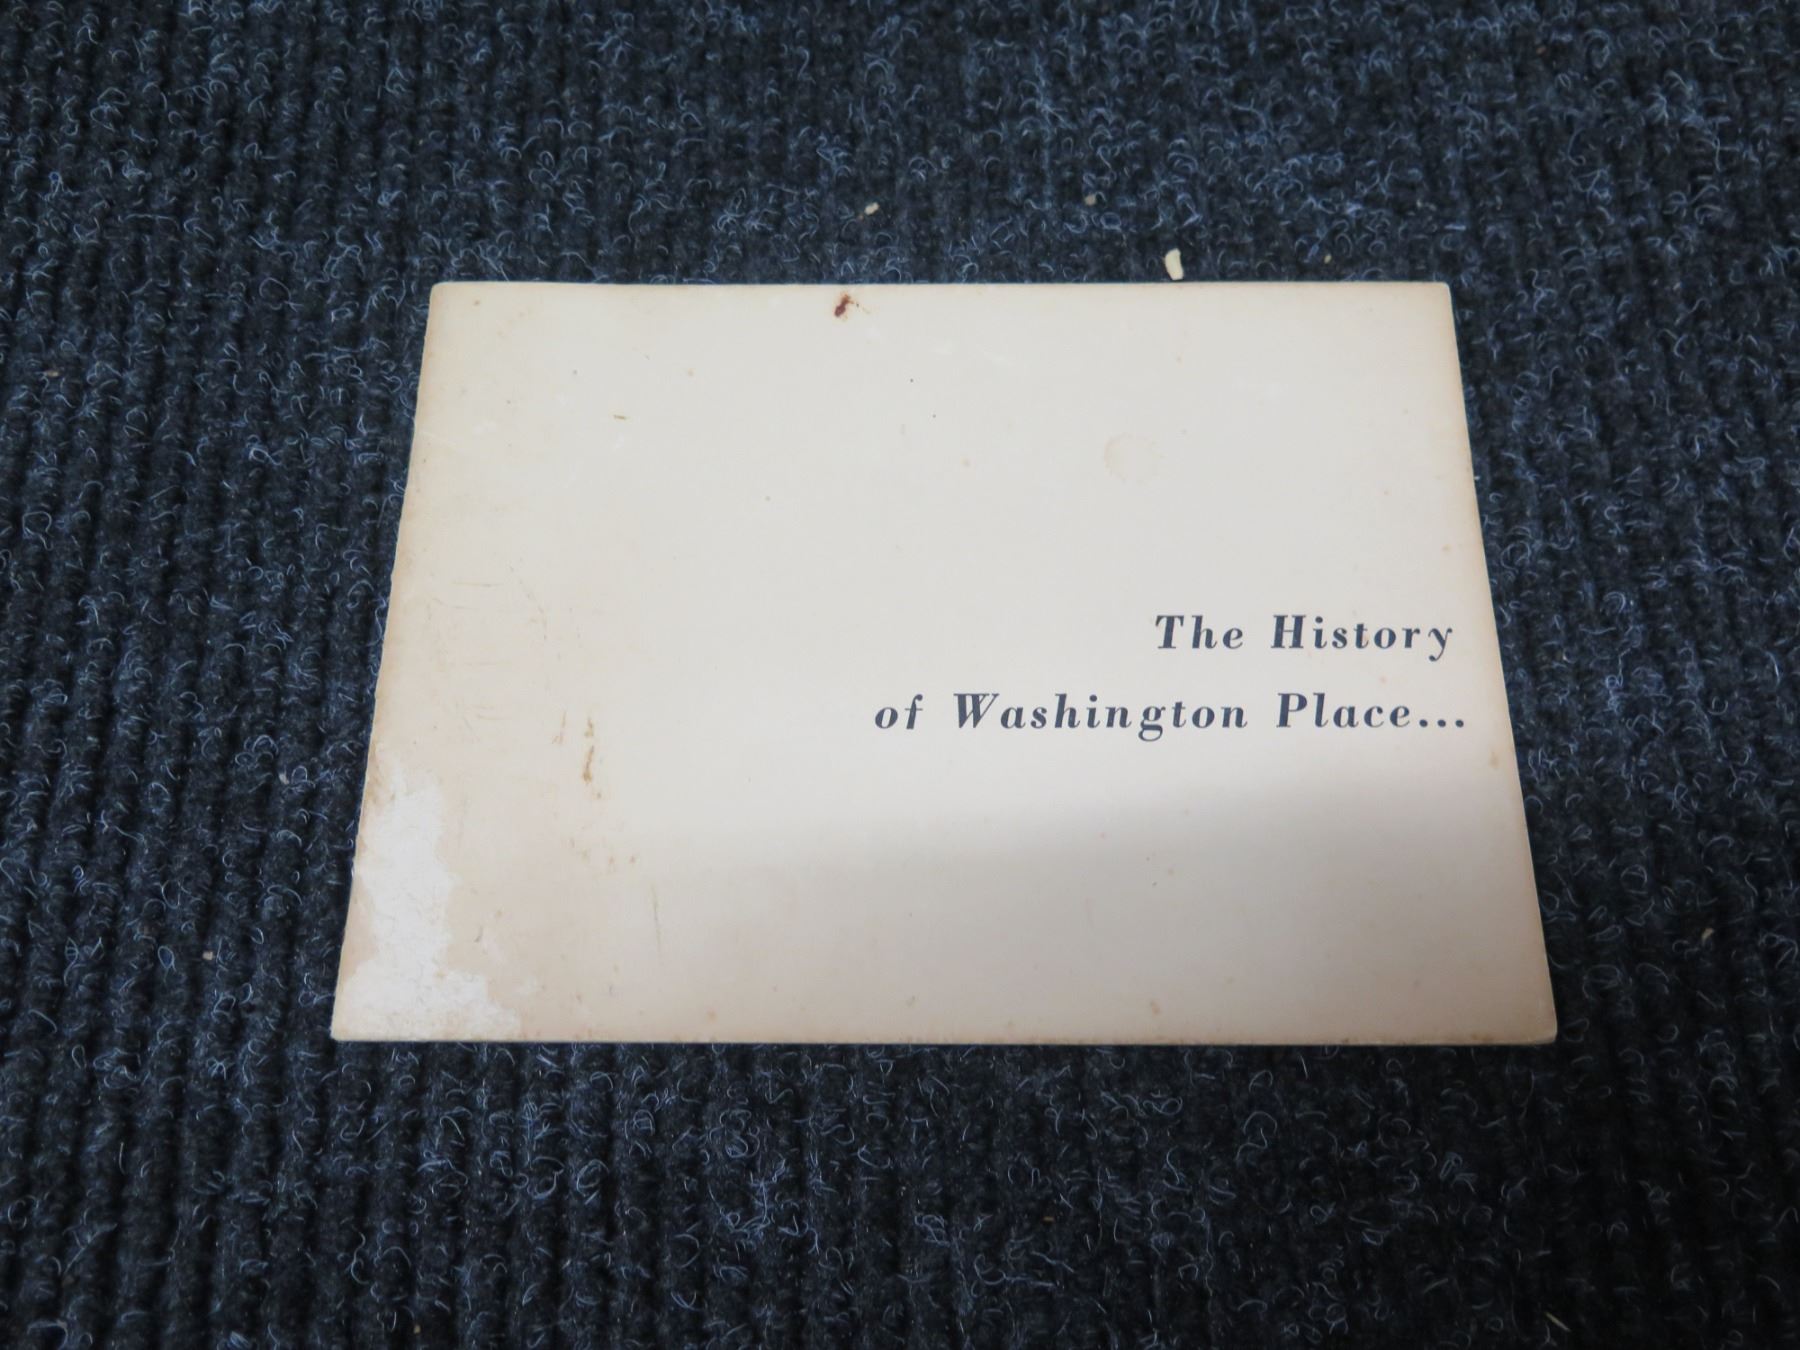 The History
of Washington Place...